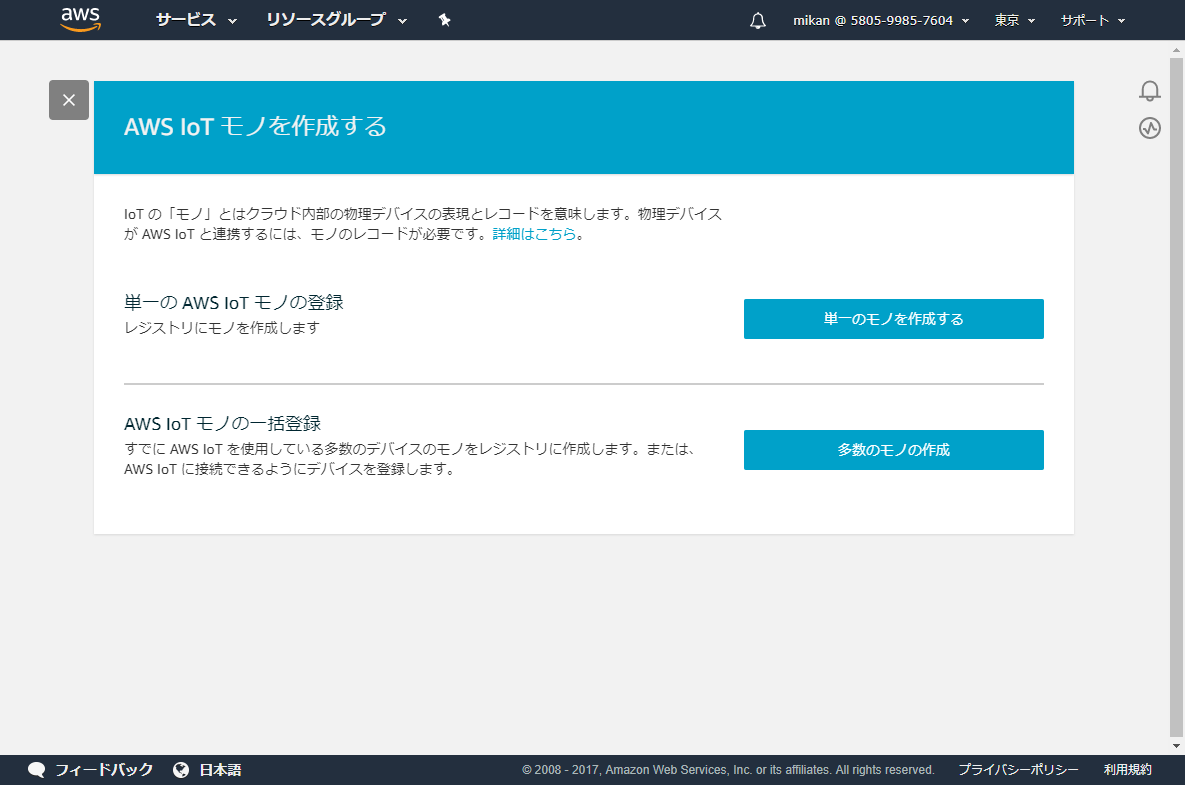 aws サービス リソースグループ mikan @ 5805-9985-7604 東京 サポート
AWS IoT モノを作成する
IoT の「モノ」とはクラウド内部の物理デバイスの表現とレコードを意味します。物理デバイス
が AWS IoT と連携するには、モノのレコードが必要です。詳細はこちら。
単一の AWS IoT モノの登録
レジストリにモノを作成します
単一のモノを作成する
AWS IoT モノの一括登録
すでに AWS IoT を使用している多数のデバイスのモノをレジストリに作成します。または、
AWS IoT に接続できるようにデバイスを登録します。
多数のモノの作成
フィードバック 日本語 © 2008 - 2017, Amazon Web Services, Inc. or its affiliates. All rights reserved. プライバシーポリシー 利用規約